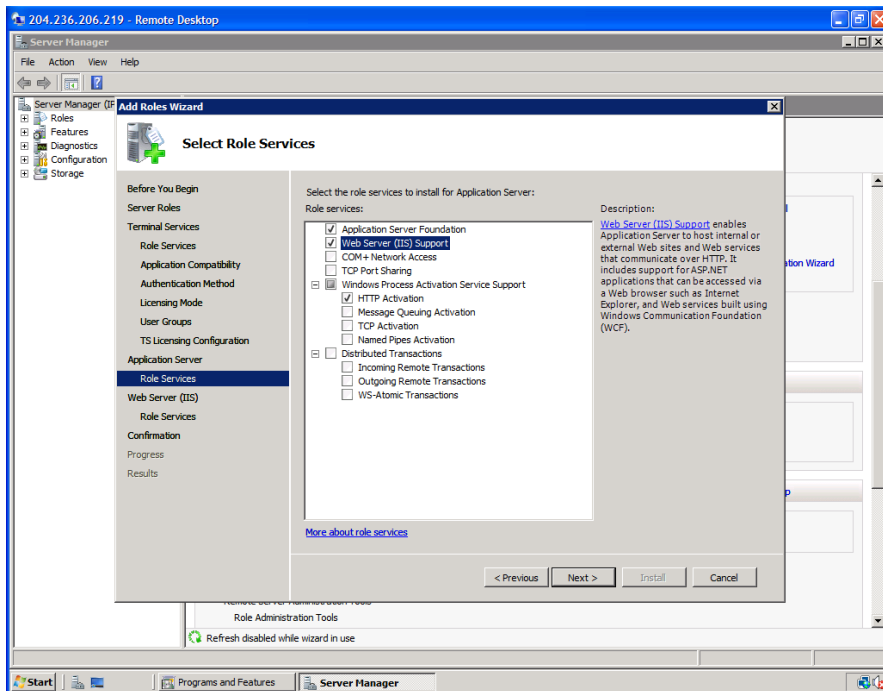 204.236.206.219 - Remote Desktop
Server Manager
File Action View Help
Server Manager (IF
Roles
Features
Diagnostics
Configuration
Storage
Add Roles Wizard
Select Role Services
Before You Begin
Server Roles
Terminal Services
Role Services
Application Compatibility
Authentication Method
Licensing Mode
User Groups
TS Licensing Configuration
Application Server
Role Services
Web Server (IIS)
Role Services
Confirmation
Progress
Results
Select the role services to install for Application Server:
Role services:
Application Server Foundation
Web Server (IIS) Support
COM+ Network Access
TCP Port Sharing
Windows Process Activation Service Support
HTTP Activation
Message Queuing Activation
TCP Activation
Named Pipes Activation
Distributed Transactions
Incoming Remote Transactions
Outgoing Remote Transactions
WS-Atomic Transactions
More about role services
Description:
Web Server (IIS) Support enables
Application Server to host internal or
external Web sites and Web services
that communicate over HTTP. It
includes support for ASP.NET
applications that can be accessed via
a Web browser such as Internet
Explorer, and Web services built using
Windows Communication Foundation
(WCF).
ation Wizard
p
< Previous Next > Install Cancel
Role Administration Tools
Refresh disabled while wizard in use
Start Programs and Features Server Manager